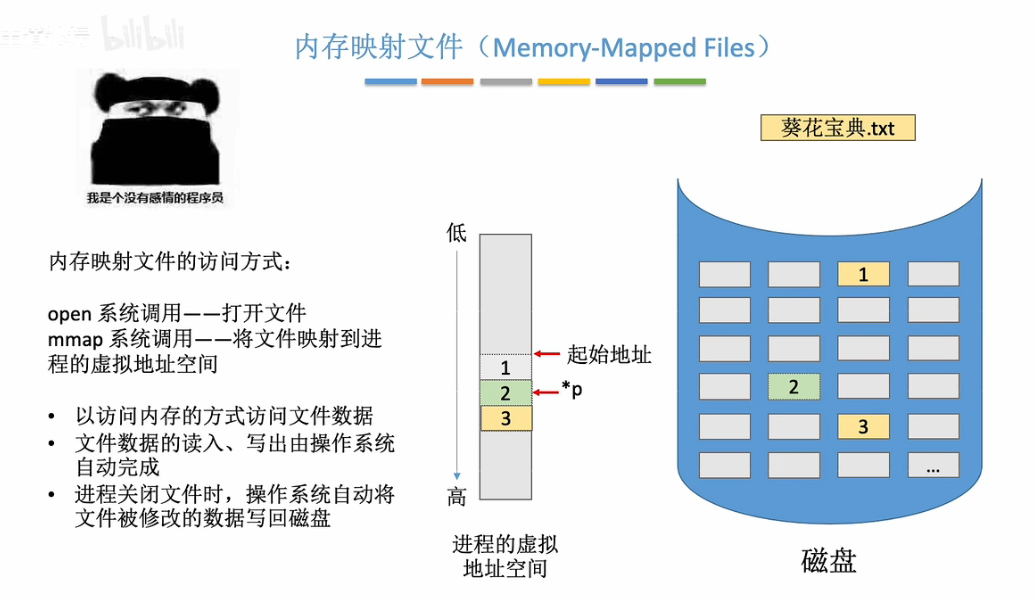 bilibili
内存映射文件（Memory-Mapped Files）
葵花宝典.txt
我是个没有感情的程序员
内存映射文件的访问方式：
open 系统调用——打开文件
mmap 系统调用——将文件映射到进
程的虚拟地址空间
• 以访问内存的方式访问文件数据
• 文件数据的读入、写出由操作系统
自动完成
• 进程关闭文件时，操作系统自动将
文件被修改的数据写回磁盘
低
起始地址
1
2
*p
3
高
进程的虚拟
地址空间
1
2
3
...
磁盘